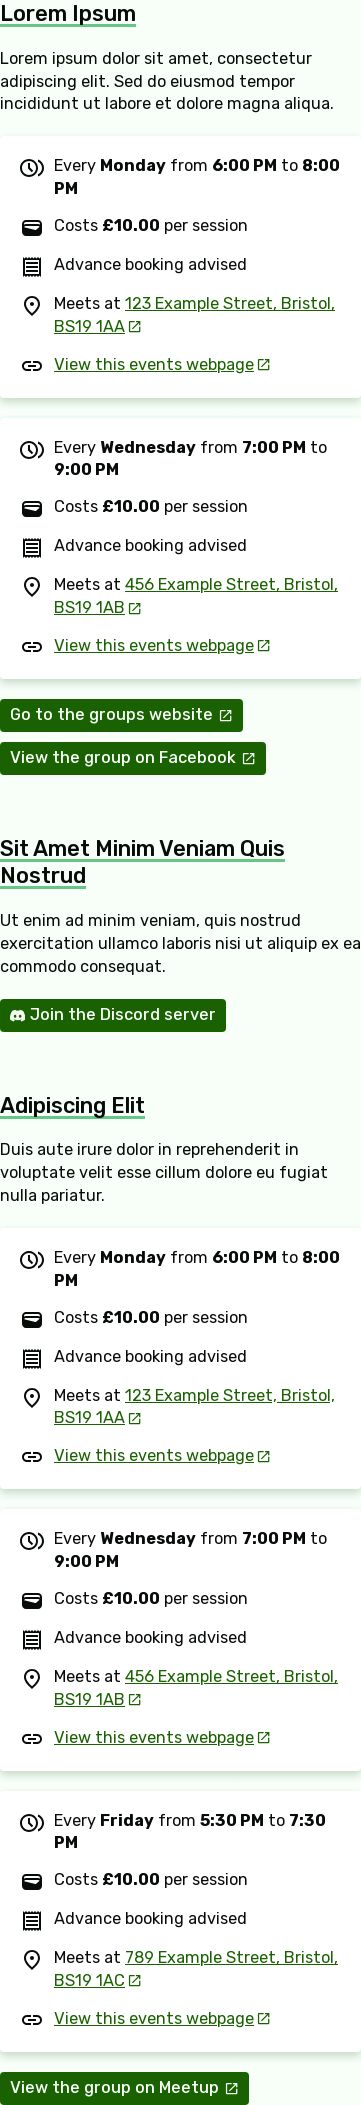 Lorem Ipsum
Lorem ipsum dolor sit amet, consectetur
adipiscing elit. Sed do eiusmod tempor
incididunt ut labore et dolore magna aliqua.
Every Monday from 6:00 PM to 8:00
PM
Costs £10.00 per session
Advance booking advised
Meets at 123 Example Street, Bristol,
BS19 1AA
View this events webpage
Every Wednesday from 7:00 PM to
9:00 PM
Costs £10.00 per session
Advance booking advised
Meets at 456 Example Street, Bristol,
BS19 1AB
View this events webpage
Go to the groups website
View the group on Facebook
Sit Amet Minim Veniam Quis
Nostrud
Ut enim ad minim veniam, quis nostrud
exercitation ullamco laboris nisi ut aliquip ex ea
commodo consequat.
Join the Discord server
Adipiscing Elit
Duis aute irure dolor in reprehenderit in
voluptate velit esse cillum dolore eu fugiat
nulla pariatur.
Every Monday from 6:00 PM to 8:00
PM
Costs £10.00 per session
Advance booking advised
Meets at 123 Example Street, Bristol,
BS19 1AA
View this events webpage
Every Wednesday from 7:00 PM to
9:00 PM
Costs £10.00 per session
Advance booking advised
Meets at 456 Example Street, Bristol,
BS19 1AB
View this events webpage
Every Friday from 5:30 PM to 7:30
PM
Costs £10.00 per session
Advance booking advised
Meets at 789 Example Street, Bristol,
BS19 1AC
View this events webpage
View the group on Meetup